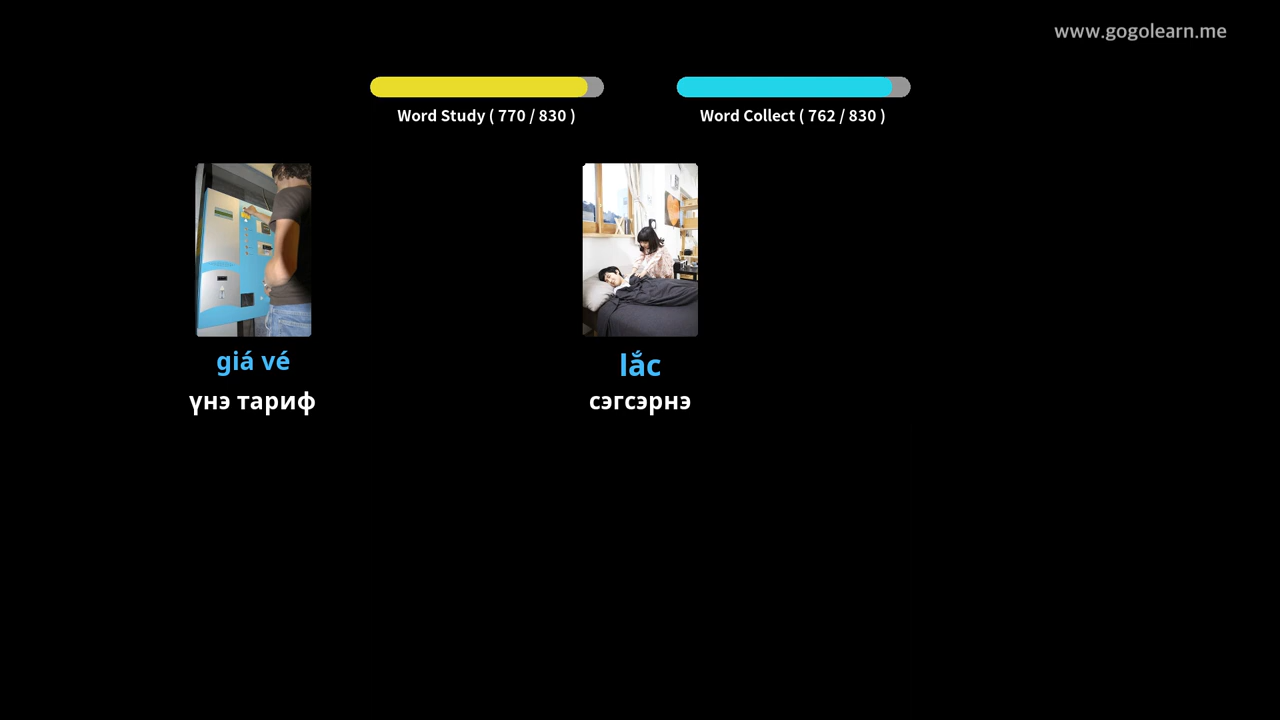 www.gogolearn.me
Word Study ( 770 / 830 )
Word Collect ( 762 / 830 )
giá vé
lắc
үнэ тариф
сэгсэрнэ